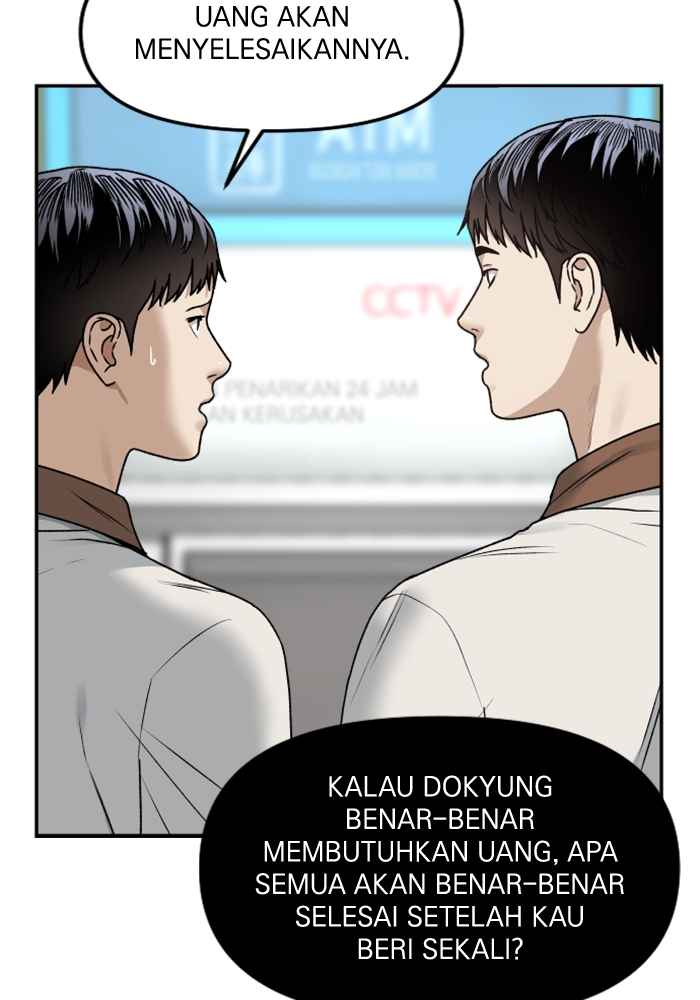 UANG AKAN
MENYELESAIKANNYA.
ATM
CCTV
PENARIKAN 24 JAM
AN KERUSAKAN
KALAU DOKYUNG
BENAR-BENAR
MEMBUTUHKAN UANG, APA
SEMUA AKAN BENAR-BENAR
SELESAI SETELAH KAU
BERI SEKALI?